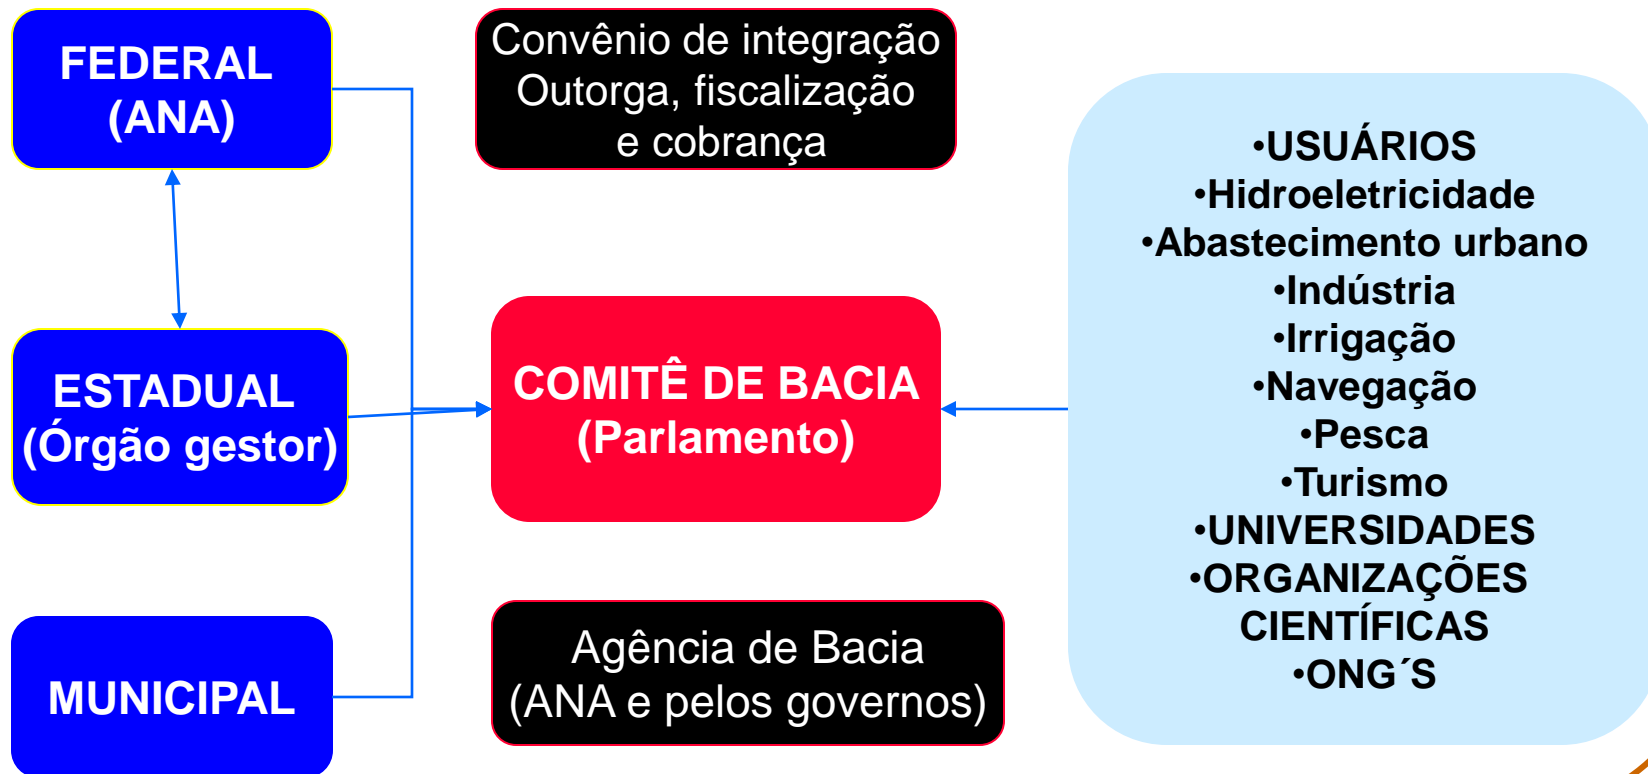 FEDERAL
(ANA)
Convênio de integração
Outorga, fiscalização
e cobrança
ESTADUAL
(Órgão gestor)
COMITÊ DE BACIA
(Parlamento)
MUNICIPAL
Agência de Bacia
(ANA e pelos governos)
•USUÁRIOS
•Hidroeletricidade
•Abastecimento urbano
•Indústria
•Irrigação
•Navegação
•Pesca
•Turismo
•UNIVERSIDADES
•ORGANIZAÇÕES
CIENTÍFICAS
•ONG´S